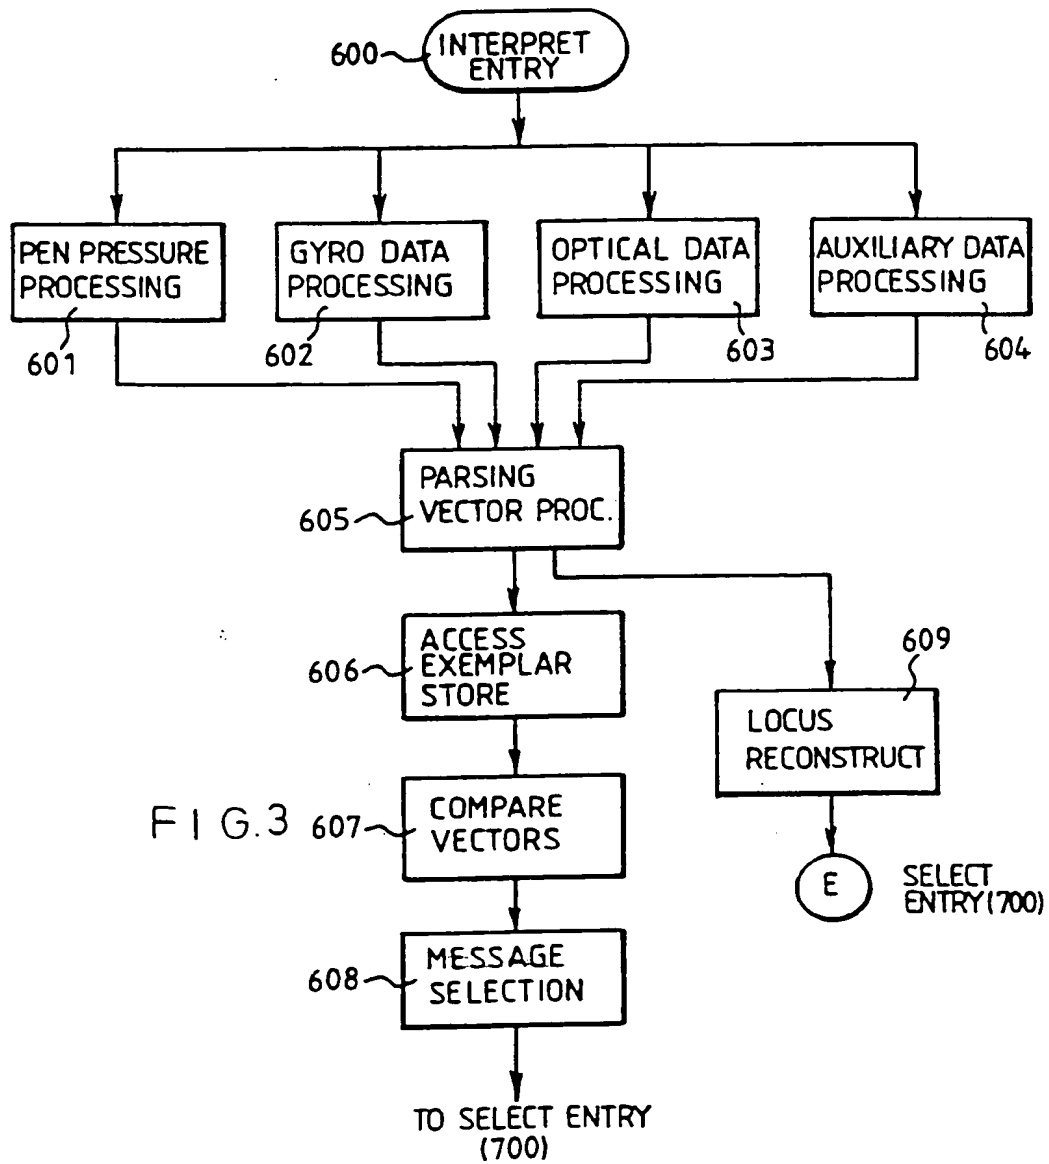 600
INTERPRET
ENTRY
PEN PRESSURE
PROCESSING
601
GYRO DATA
PROCESSING
602
OPTICAL DATA
PROCESSING
603
AUXILIARY DATA
PROCESSING
604
PARSING
VECTOR PROC.
605
ACCESS
EXEMPLAR
STORE
606
609
LOCUS
RECONSTRUCT
FIG.3
607
COMPARE
VECTORS
E
SELECT
ENTRY(700)
608
MESSAGE
SELECTION
TO SELECT ENTRY
(700)